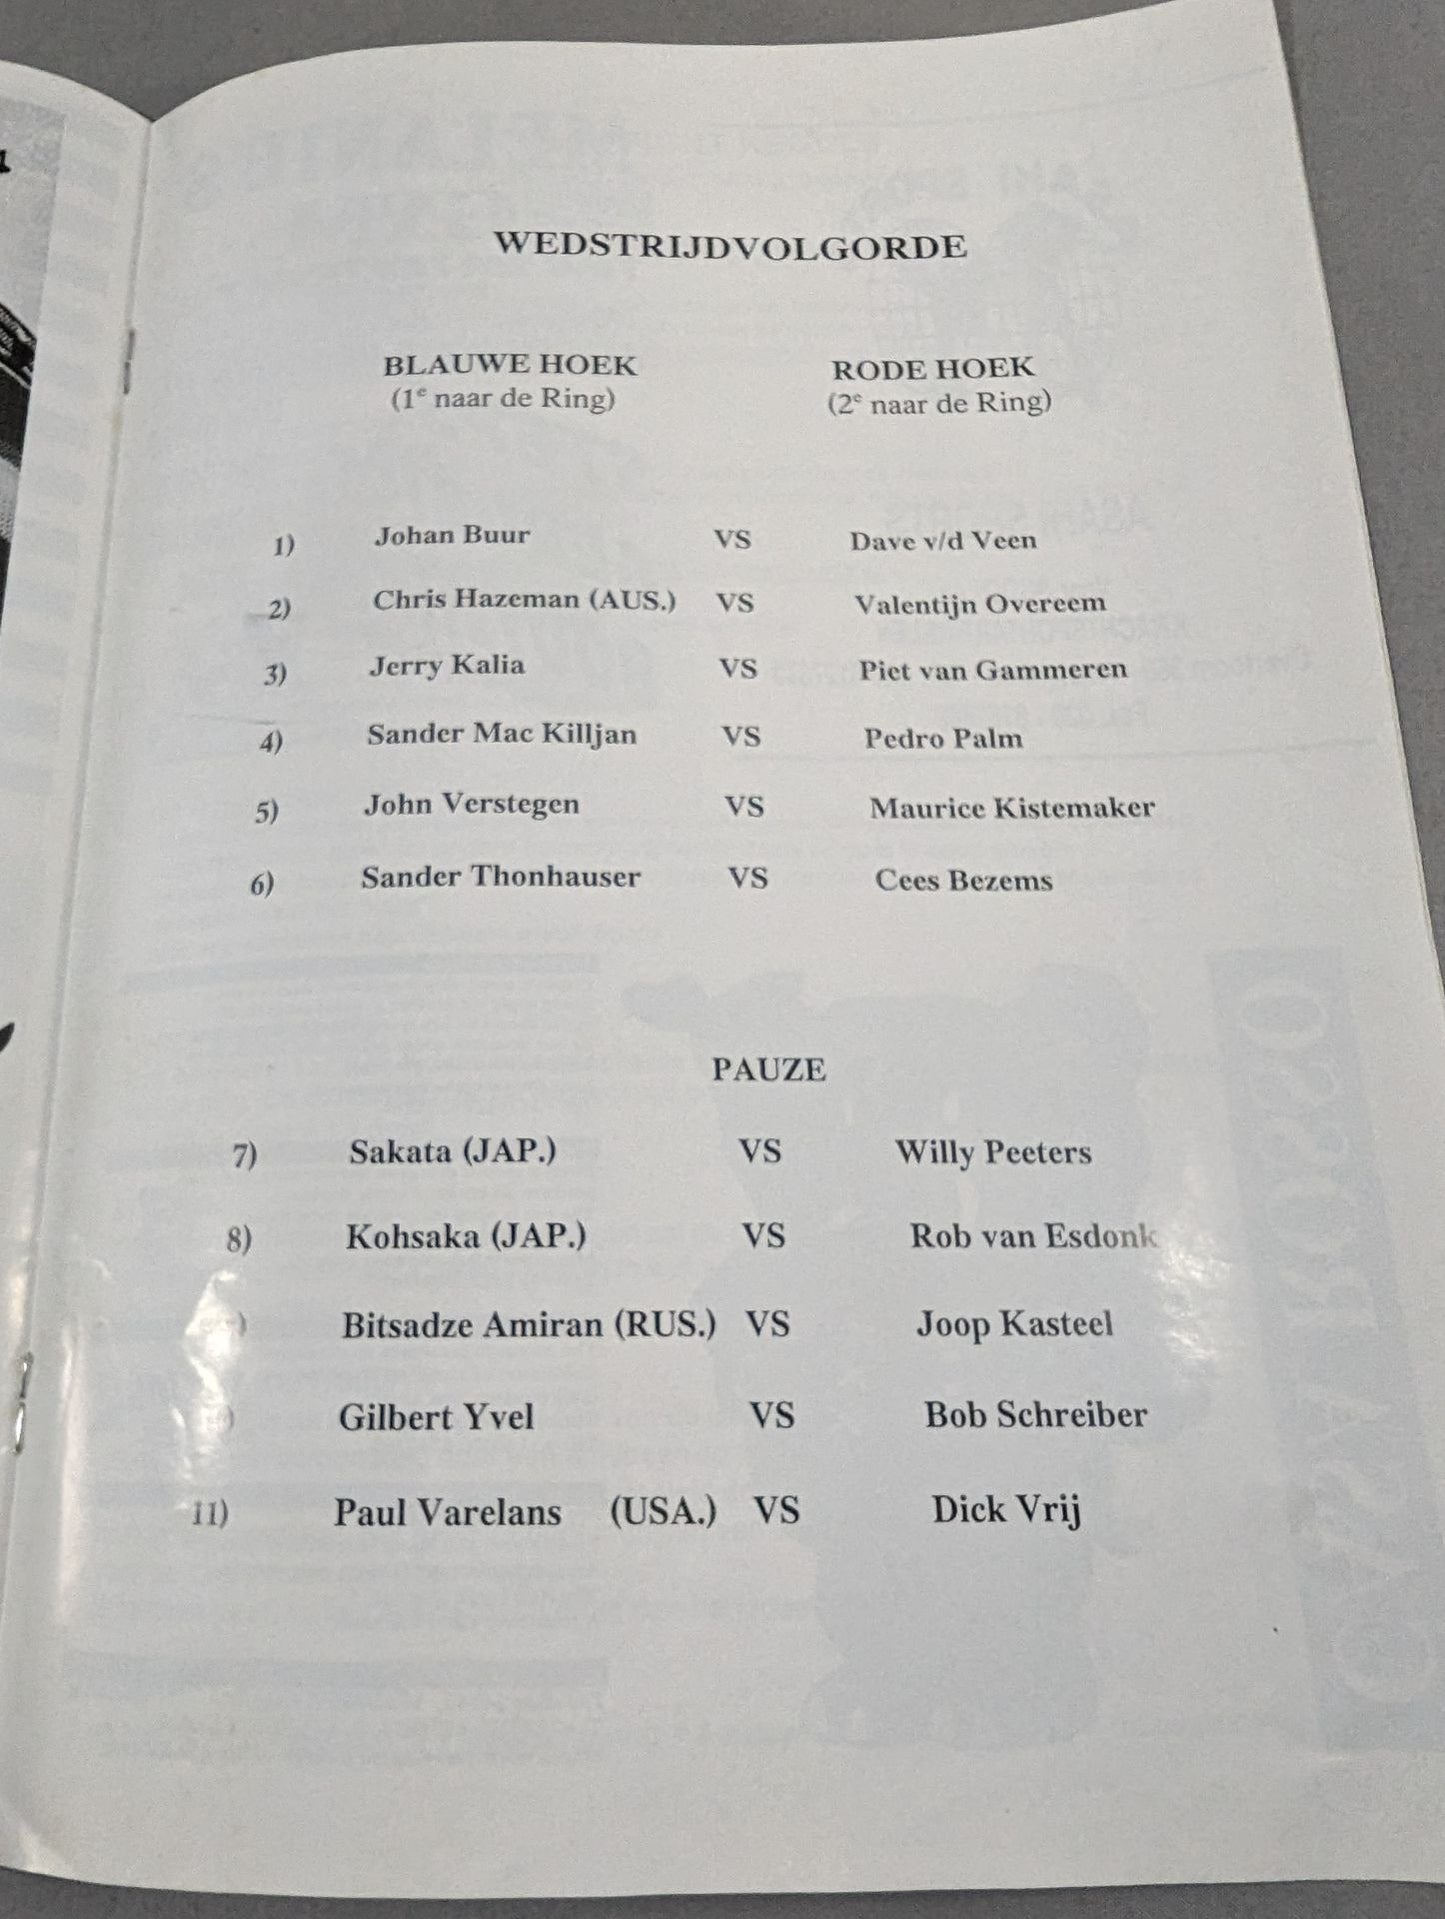 WEDSTRIJDVOLGORDE
BLAUWE HOEK RODE HOEK
(1e naar de Ring) (2e naar de Ring)
1) Johan Buur VS Dave v/d Veen
2) Chris Hazeman (AUS.) VS Valentijn Overeem
3) Jerry Kalia VS Piet van Gammeren
4) Sander Mac Killjan VS Pedro Palm
5) John Verstegen VS Maurice Kistemaker
6) Sander Thonhauser VS Cees Bezems
PAUZE
7) Sakata (JAP.) VS Willy Peeters
8) Kohsaka (JAP.) VS Rob van Esdonk
) Bitsadze Amiran (RUS.) VS Joop Kasteel
) Gilbert Yvel VS Bob Schreiber
11) Paul Varelans (USA.) VS Dick Vrij